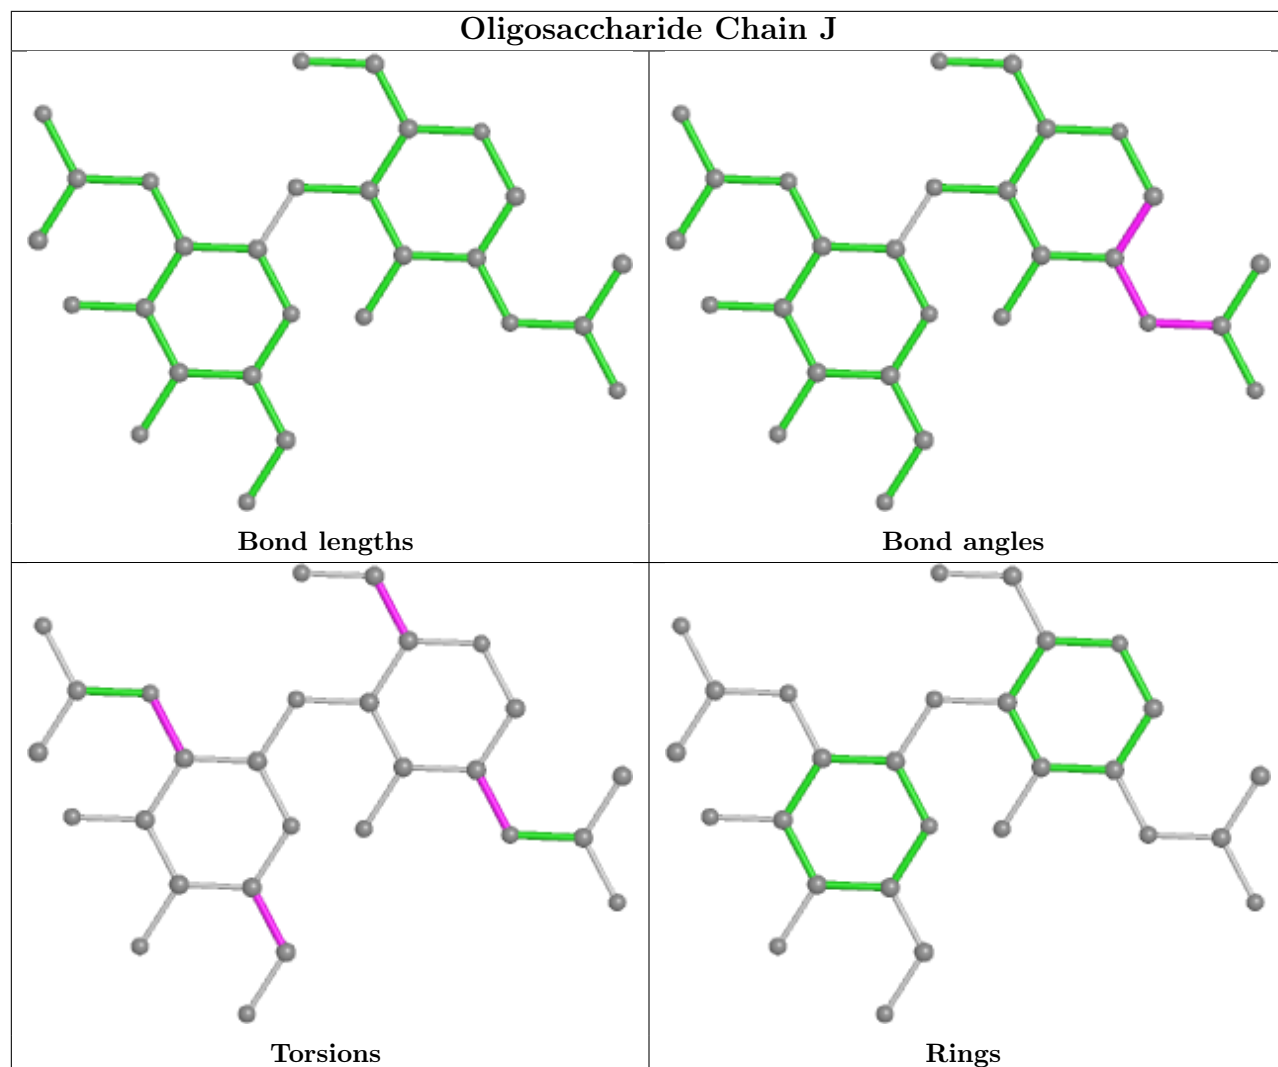 Oligosaccharide Chain J
Bond lengths
Bond angles
Torsions
Rings